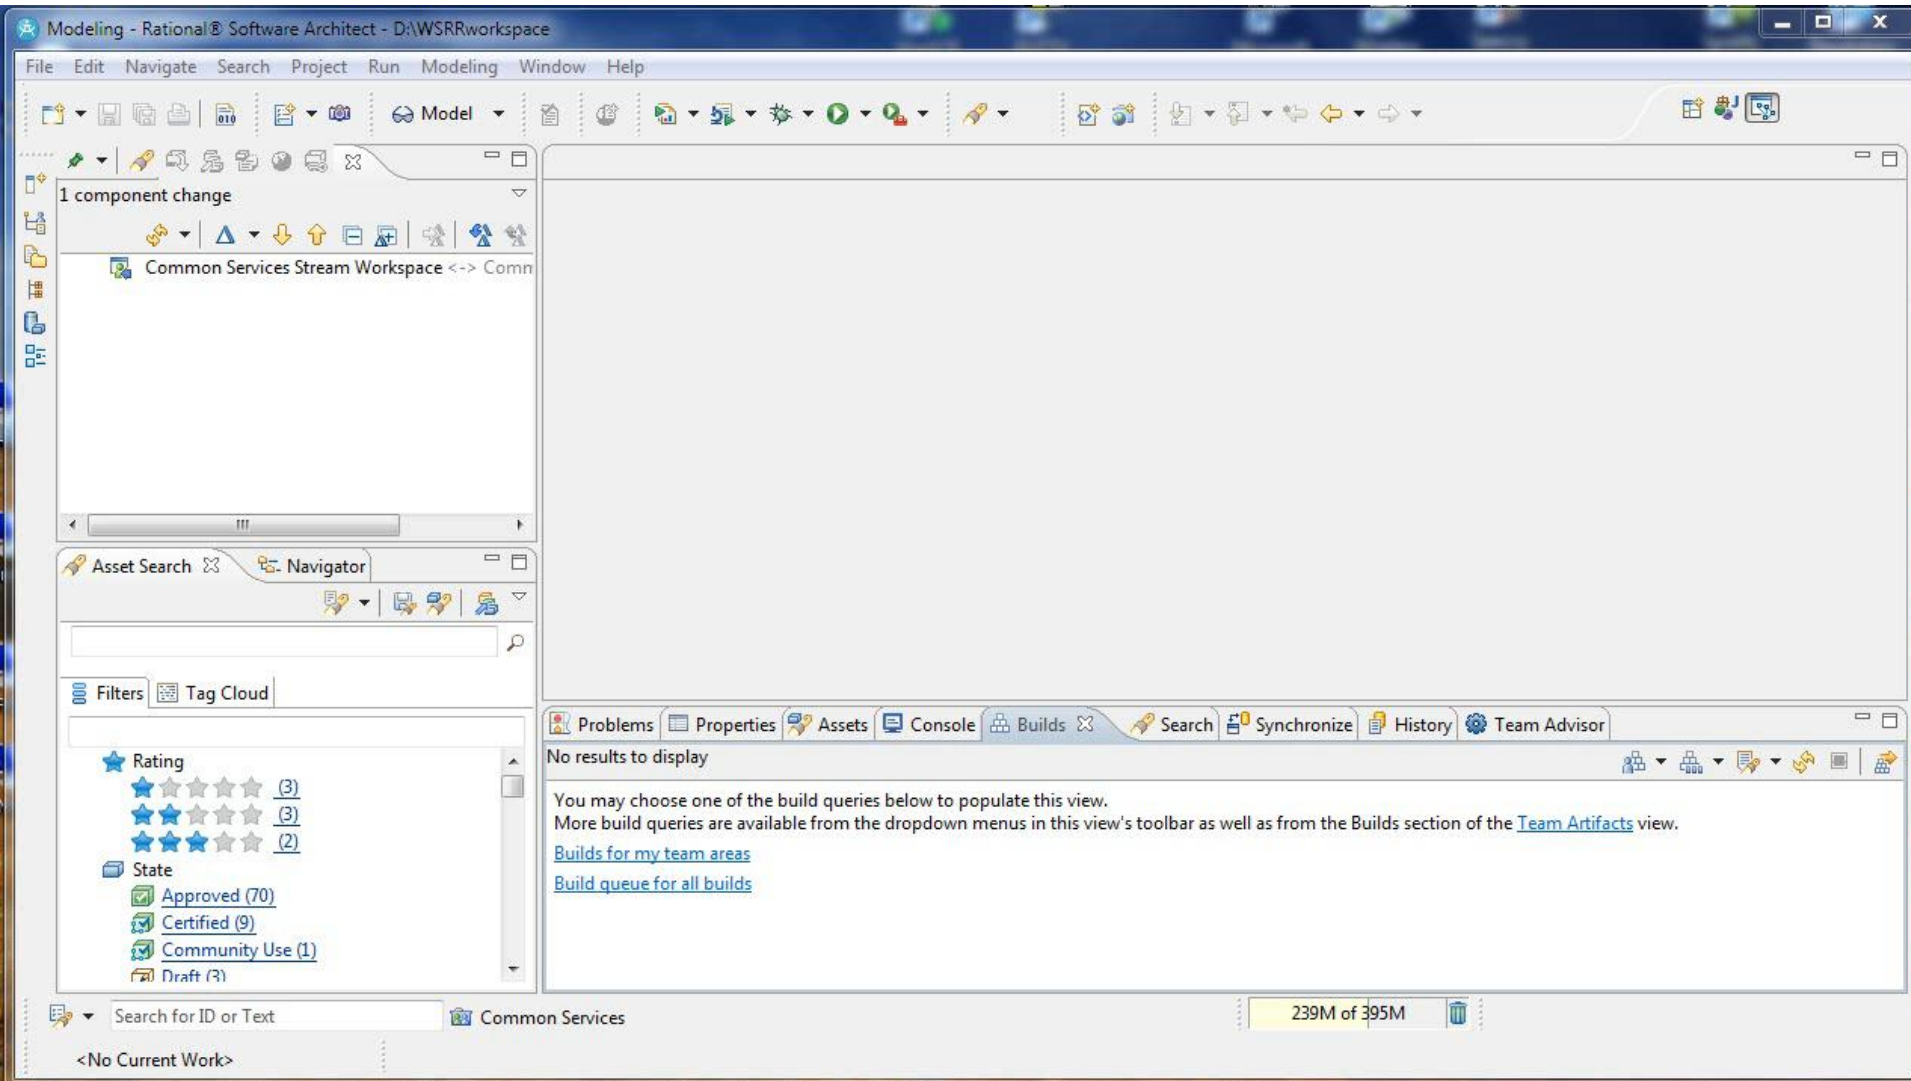 Modeling - Rational® Software Architect - D:\WSRRworkspace
File Edit Navigate Search Project Run Modeling Window Help
010 Model
1 component change
Common Services Stream Workspace <-> Comm
Asset Search Navigator
Filters Tag Cloud
Rating
(3)
(3)
(2)
State
Approved (70)
Certified (9)
Community Use (1)
Draft (3)
Problems Properties Assets Console Builds Search Synchronize History Team Advisor
No results to display
You may choose one of the build queries below to populate this view.
More build queries are available from the dropdown menus in this view's toolbar as well as from the Builds section of the Team Artifacts view.
Builds for my team areas
Build queue for all builds
Search for ID or Text Common Services 239M of 395M
<No Current Work>